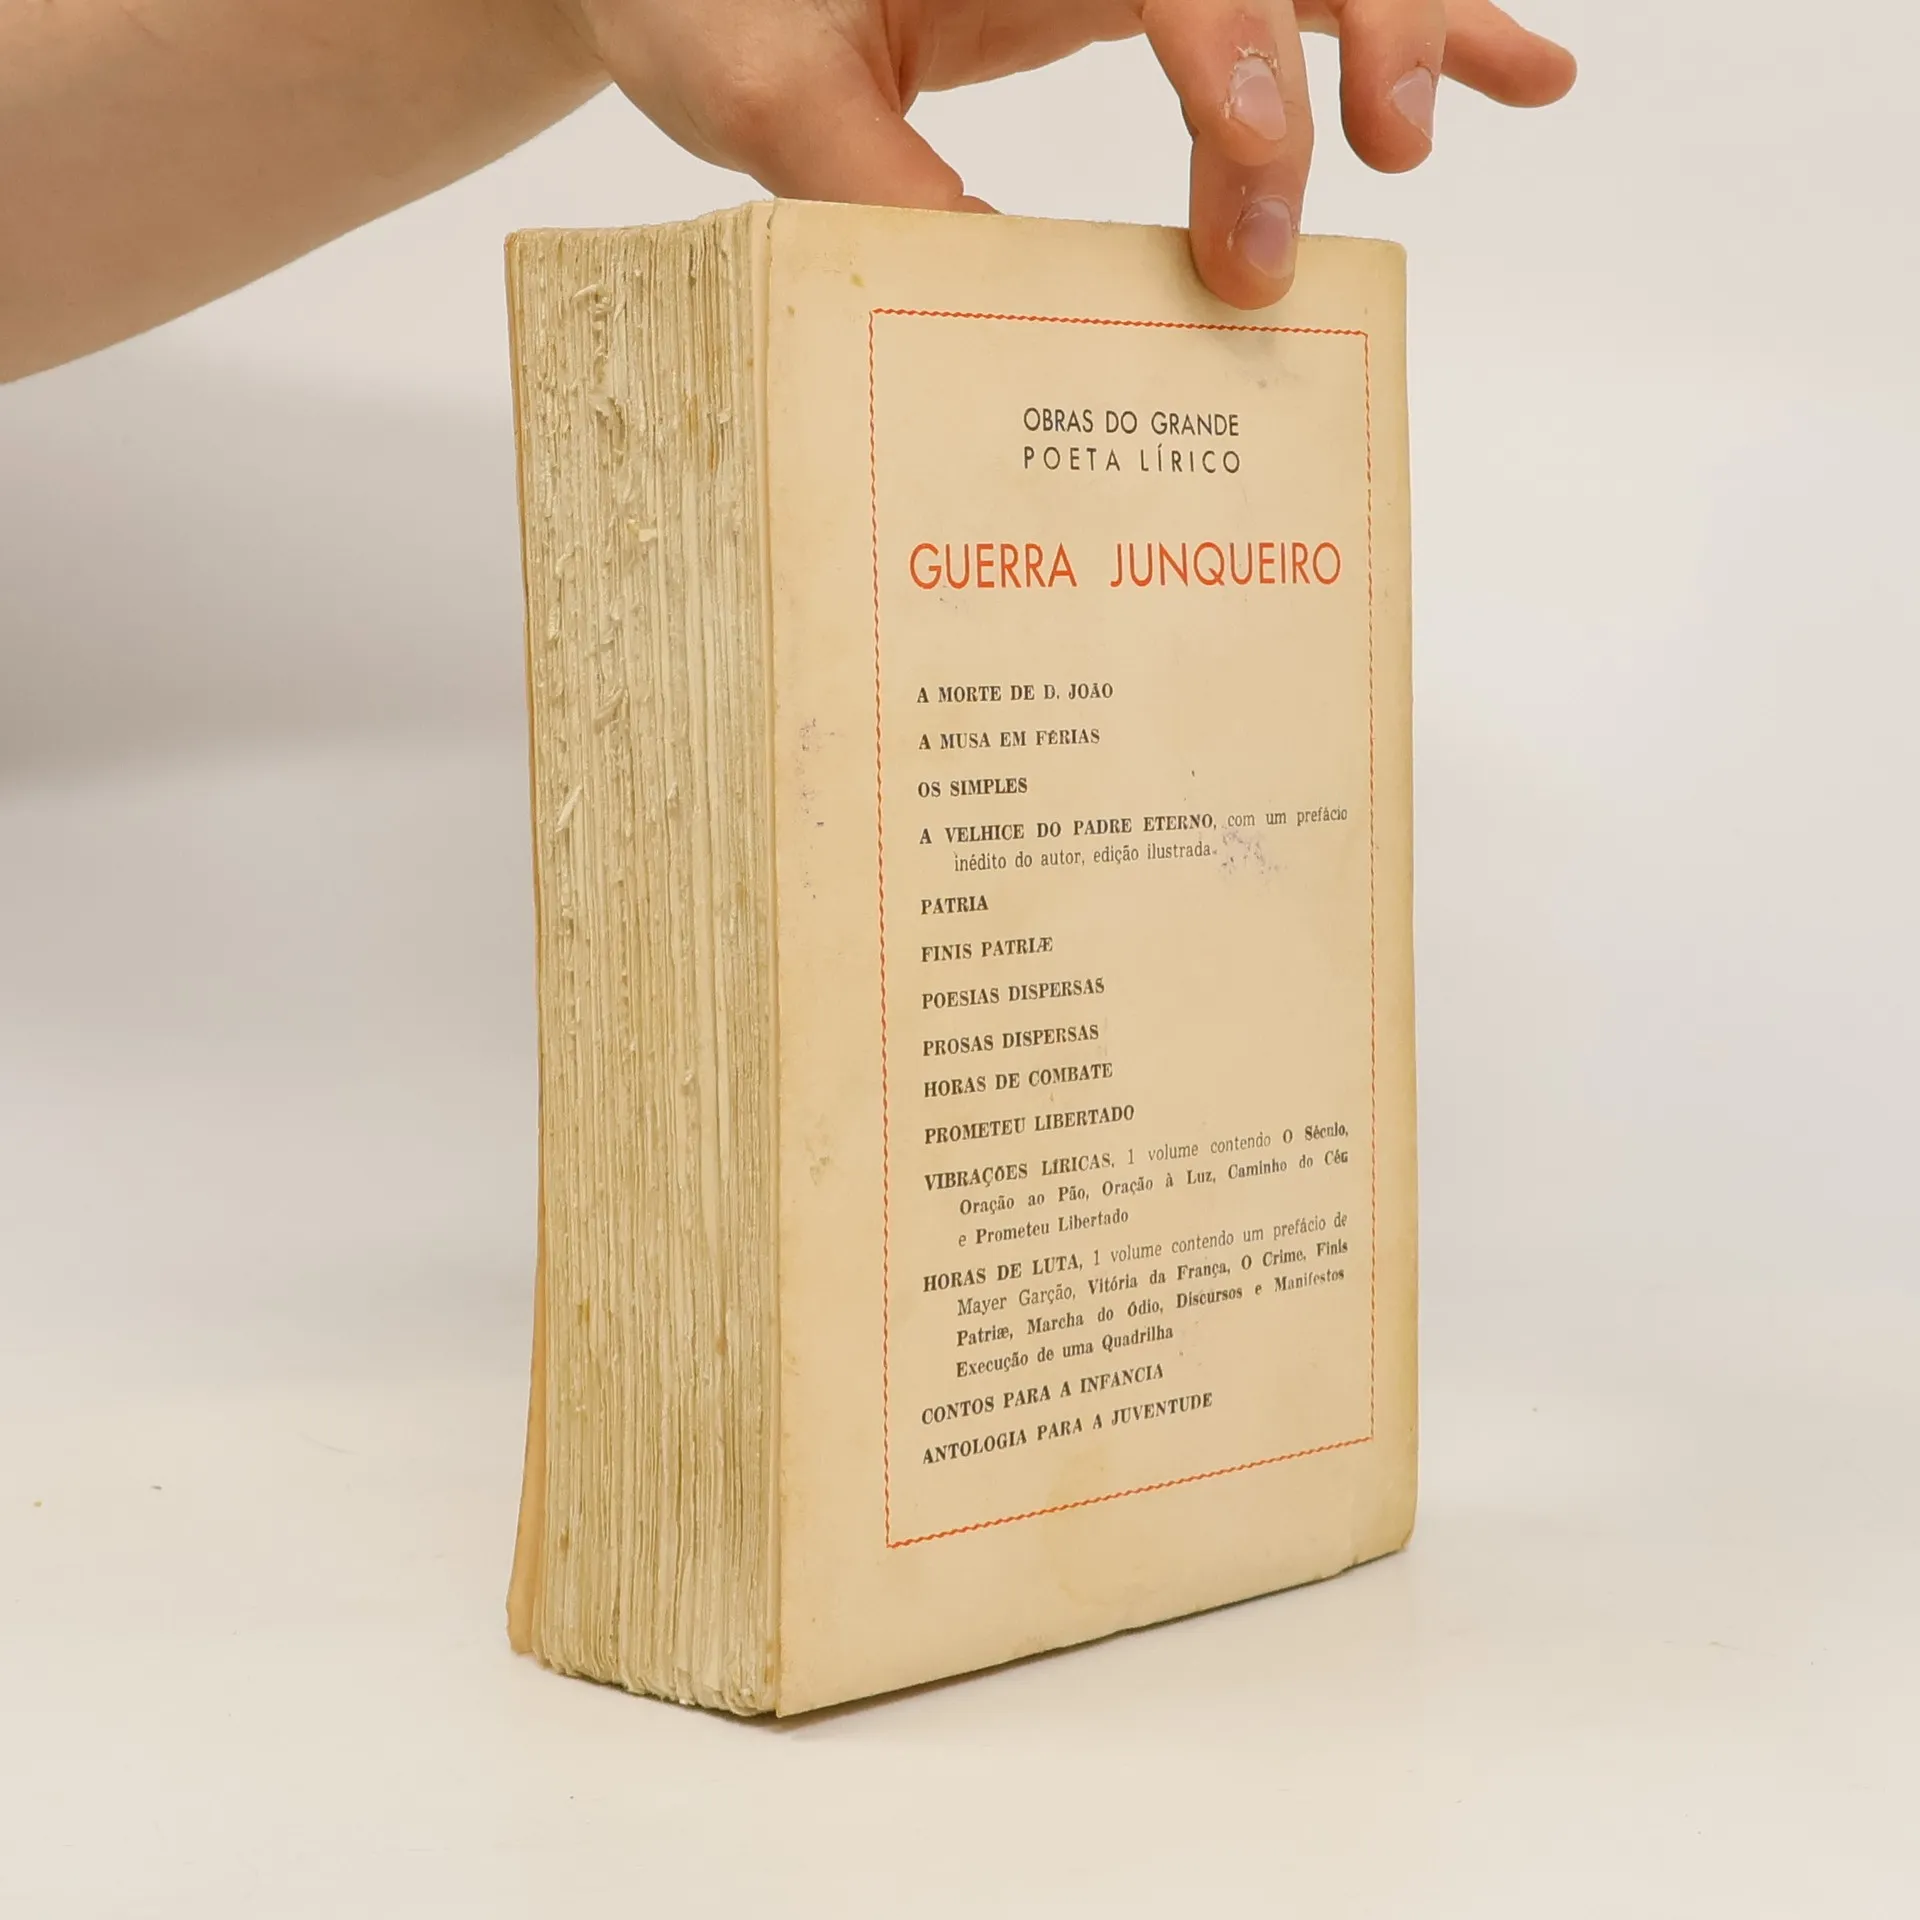 OBRAS DO GRANDE
POETA LÍRICO
GUERRA JUNQUEIRO
A MORTE DE D. JOÃO
A MUSA EM FÉRIAS
OS SIMPLES
A VELHICE DO PADRE ETERNO, com um prefácio
inédito do autor, edição ilustrada.
PÁTRIA
FINIS PATRIÆ
POESIAS DISPERSAS
PROSAS DISPERSAS
HORAS DE COMBATE
PROMETEU LIBERTADO
VIBRAÇÕES LÍRICAS, 1 volume contendo O Século,
Oração ao Pão, Oração à Luz, Caminho do Céu
e Prometeu Libertado
HORAS DE LUTA, 1 volume contendo um prefácio de
Mayer Garção, Vitória da França, O Crime, Finis
Patriæ, Marcha do Ódio, Discursos e Manifestos
Execução de uma Quadrilha
CONTOS PARA A INFÂNCIA
ANTOLOGIA PARA A JUVENTUDE